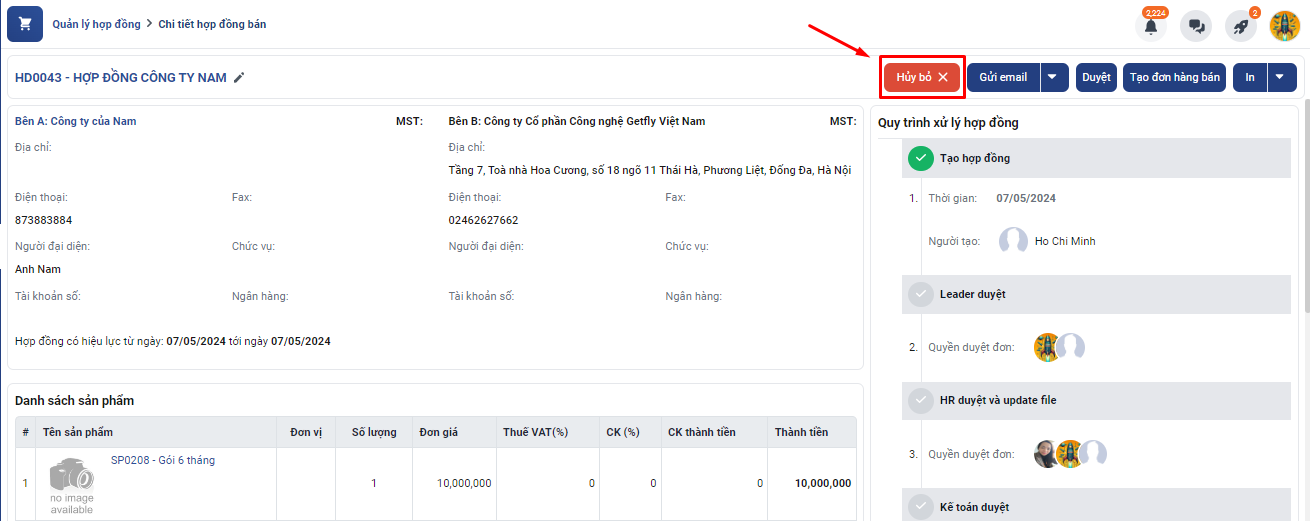 Quản lý hợp đồng > Chi tiết hợp đồng bán
2,224
2
HD0043 - HỢP ĐỒNG CÔNG TY NAM
Hủy bỏ
Gửi email
Duyệt
Tạo đơn hàng bán
In
Bên A: Công ty của Nam MST:
Địa chỉ:
Điện thoại: Fax:
873883884
Người đại diện: Chức vụ:
Anh Nam
Tài khoản số: Ngân hàng:
Bên B: Công ty Cổ phần Công nghệ Getfly Việt Nam MST:
Địa chỉ:
Tầng 7, Toà nhà Hoa Cương, số 18 ngõ 11 Thái Hà, Phương Liệt, Đống Đa, Hà Nội
Điện thoại: Fax:
02462627662
Người đại diện: Chức vụ:
Tài khoản số: Ngân hàng:
Hợp đồng có hiệu lực từ ngày: 07/05/2024 tới ngày 07/05/2024
Danh sách sản phẩm
# Tên sản phẩm Đơn vị Số lượng Đơn giá Thuế VAT(%) CK (%) CK thành tiền Thành tiền
1 SP0208 - Gói 6 tháng 1 10,000,000 0 0 0 10,000,000
no image
available
Quy trình xử lý hợp đồng
Tạo hợp đồng
1. Thời gian: 07/05/2024
Người tạo: Ho Chi Minh
Leader duyệt
2. Quyền duyệt đơn:
HR duyệt và update file
3. Quyền duyệt đơn:
Kế toán duyệt